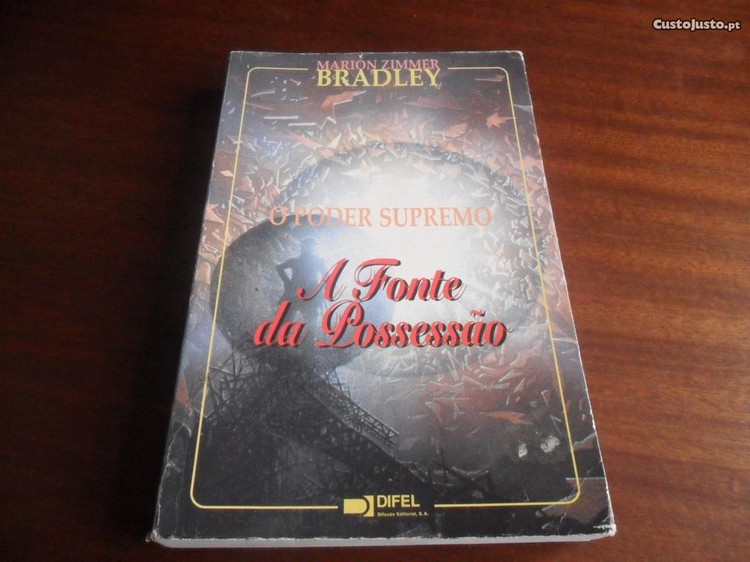 CustoJusto.pt
MARION ZIMMER
BRADLEY
O PODER SUPREMO
A Fonte
da Possessão
DIFEL
Difusão Editorial, S.A.